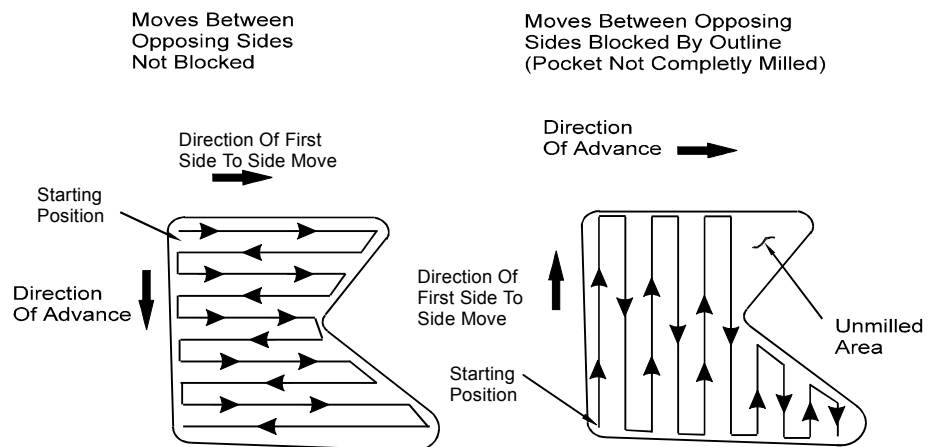 Moves Between
Opposing Sides
Not Blocked
Direction Of First
Side To Side Move
Starting
Position
Direction
Of Advance
Moves Between Opposing
Sides Blocked By Outline
(Pocket Not Completly Milled)
Direction
Of Advance
Direction Of
First Side To
Side Move
Starting
Position
Unmilled
Area